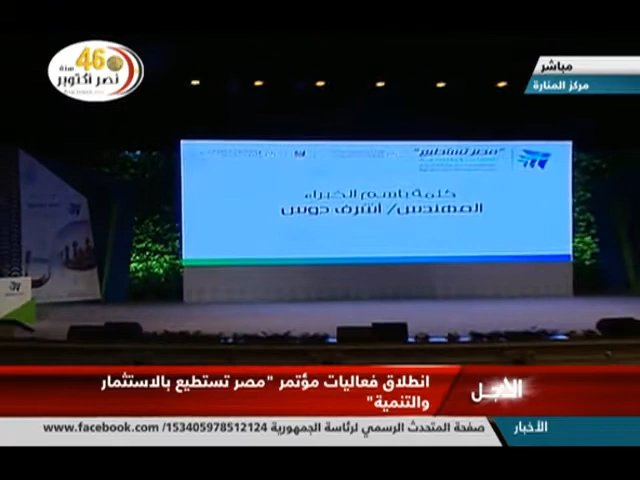 46 سنة
نصر أكتوبر
مباشر
مركز المنارة
"مصر تستطيع"
كلمة باسم الخبراء
المهندس/ أشرف دوس
الآجل
انطلاق فعاليات مؤتمر "مصر تستطيع بالاستثمار
والتنمية"
الأخبار
صفحة المتحدث الرسمي لرئاسة الجمهورية www.facebook.com /153405978512124